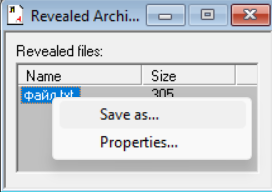 Revealed Archi...
Revealed files:
Name Size
файл.txt 305
Save as...
Properties...